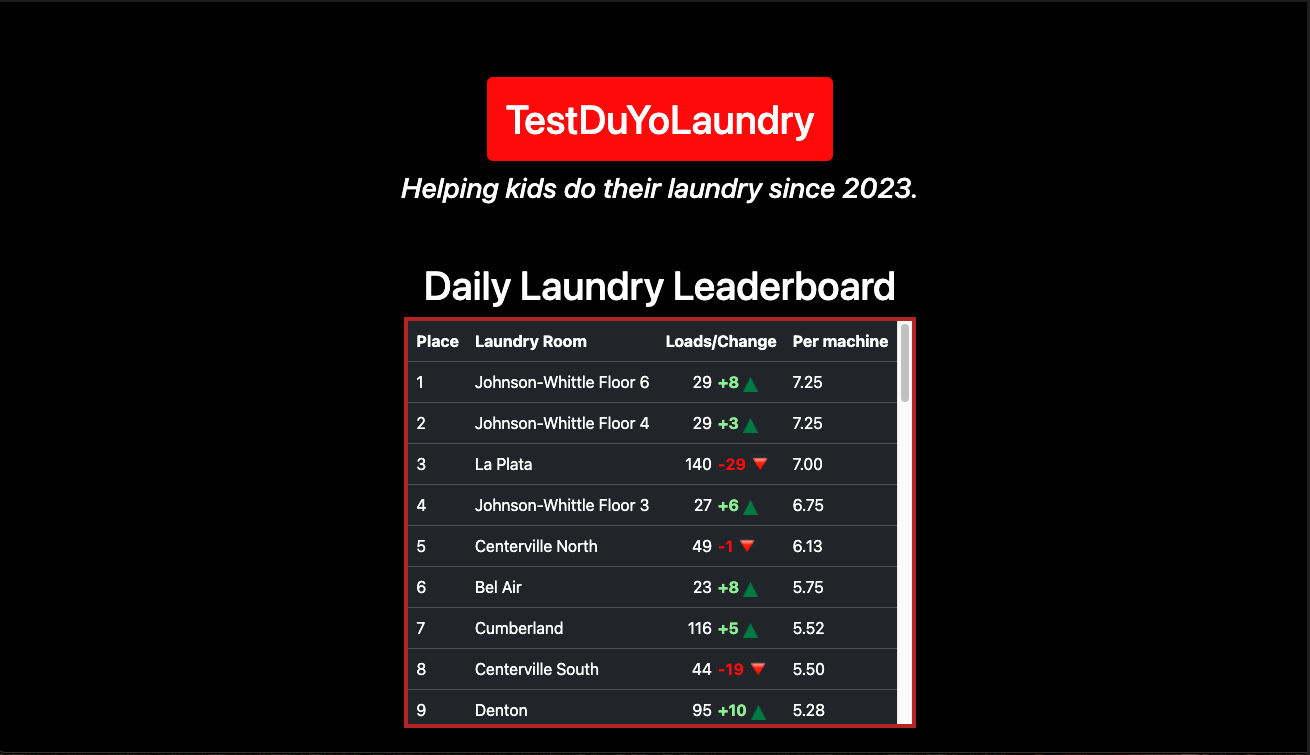 TestDuYoLaundry
Helping kids do their laundry since 2023.
Daily Laundry Leaderboard
Place Laundry Room Loads/Change Per machine
1 Johnson-Whittle Floor 6 29 +8 7.25
2 Johnson-Whittle Floor 4 29 +3 7.25
3 La Plata 140 -29 7.00
4 Johnson-Whittle Floor 3 27 +6 6.75
5 Centerville North 49 -1 6.13
6 Bel Air 23 +8 5.75
7 Cumberland 116 +5 5.52
8 Centerville South 44 -19 5.50
9 Denton 95 +10 5.28